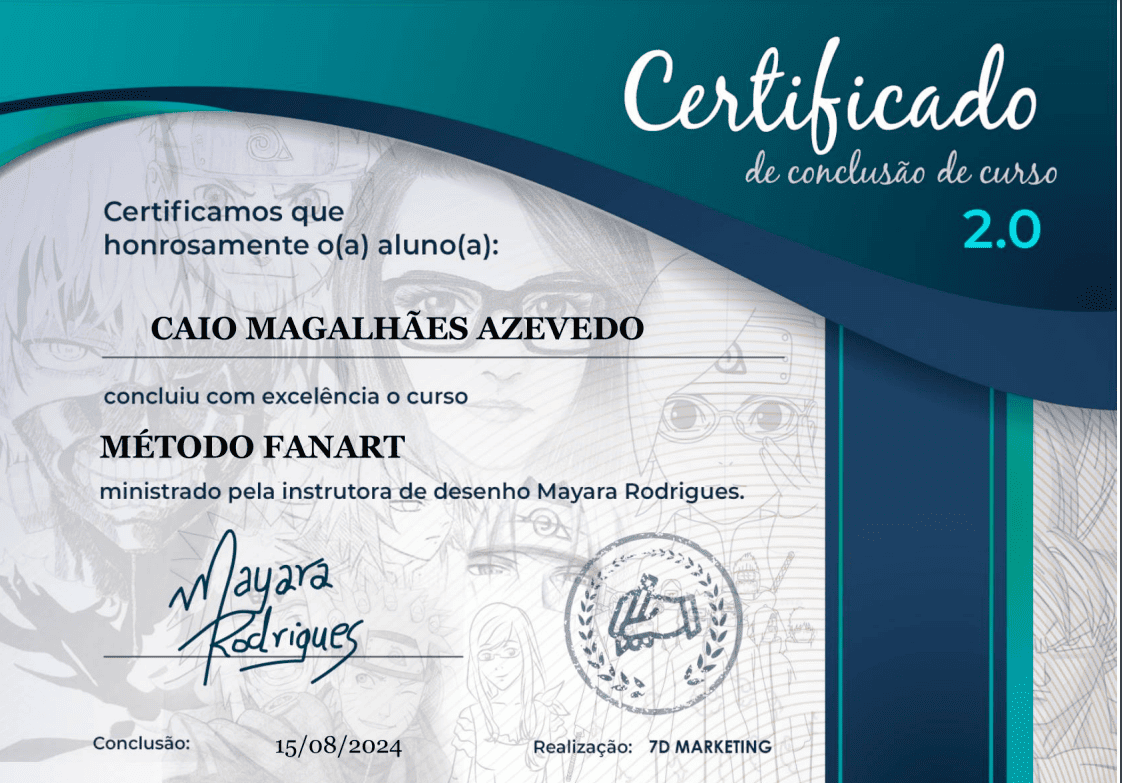 Certificado
de conclusão de curso
2.0
Certificamos que
honrosamente o(a) aluno(a):
CAIO MAGALHÃES AZEVEDO
concluiu com excelência o curso
MÉTODO FANART
ministrado pela instrutora de desenho Mayara Rodrigues.
Mayara
Rodrigues
Conclusão: 15/08/2024 Realização: 7D MARKETING